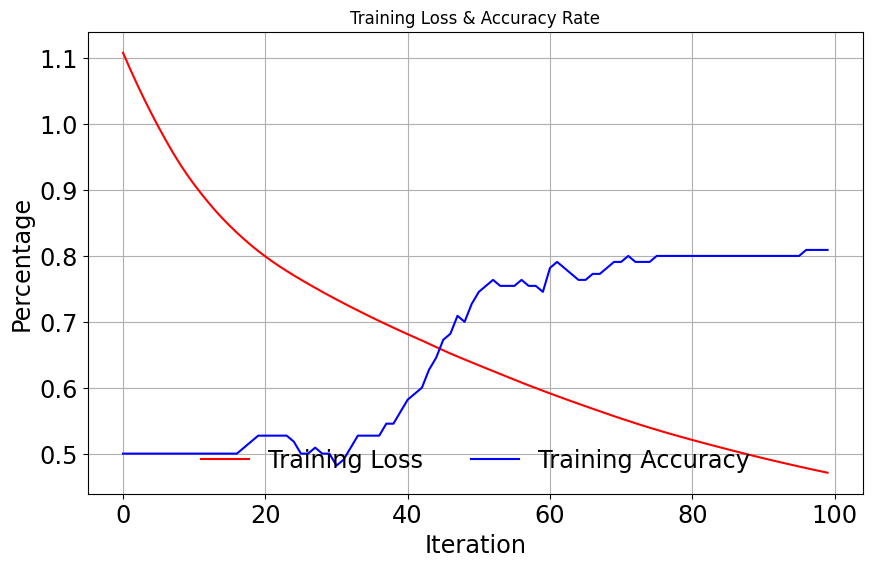 Training Loss & Accuracy Rate
1.1
1.0
0.9
0.8
0.7
0.6
0.5
Percentage
Training Loss
Training Accuracy
0
20
40
60
80
100
Iteration